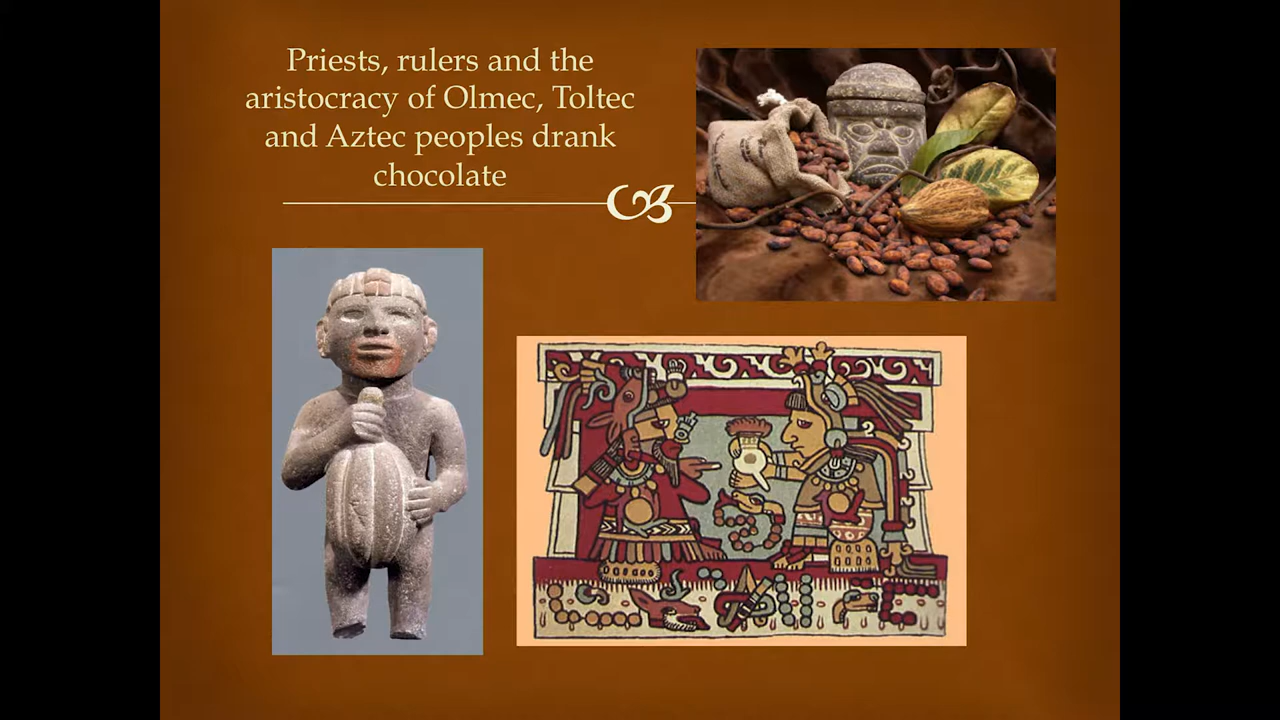 Priests, rulers and the
aristocracy of Olmec, Toltec
and Aztec peoples drank
chocolate